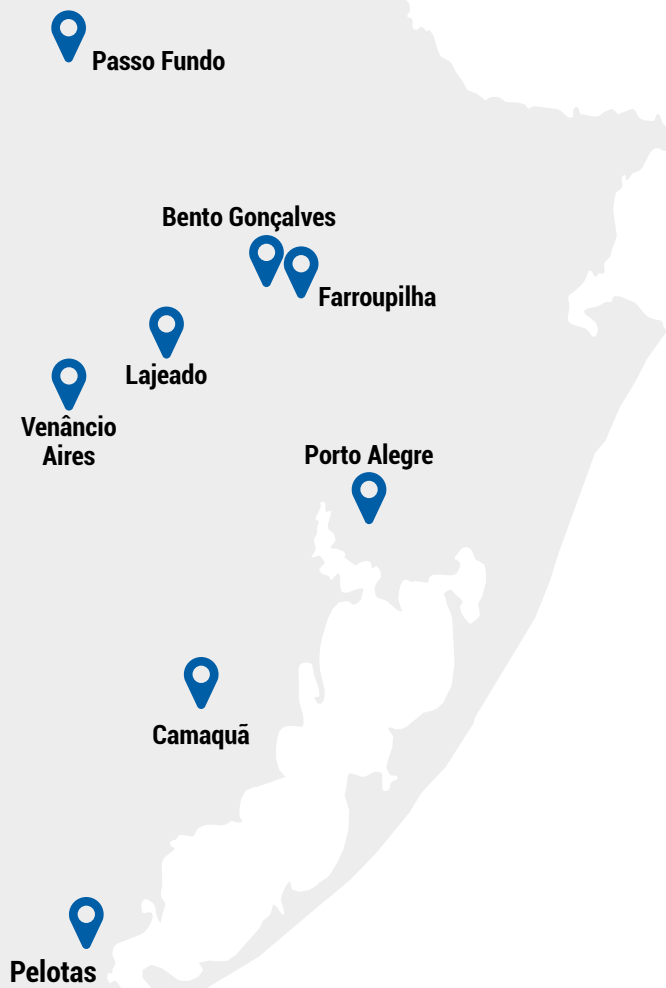 Passo Fundo
Bento Gonçalves
Farroupilha
Lajeado
Venâncio
Aires
Porto Alegre
Camaquã
Pelotas